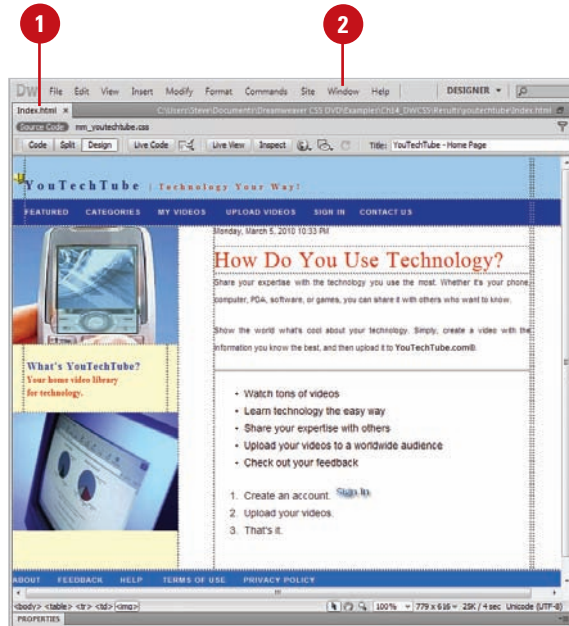 1
2
Dw File Edit View Insert Modify Format Commands Site Window Help DESIGNER
Index.html × C:\Users\Steve\Documents\Dreamweaver CS5 DVD\Examples\Ch14_DWCS5\Results\youtechtube\Index.html
Source Code mm_youtechtube.css
Code Split Design Live Code Live View Inspect Title: YouTechTube - Home Page
YouTechTube | Technology Your Way!
FEATURED CATEGORIES MY VIDEOS UPLOAD VIDEOS SIGN IN CONTACT US
Monday, March 5, 2010 10:33 PM
How Do You Use Technology?
Share your expertise with the technology you use the most. Whether it's your phone,
computer, PDA, software, or games, you can share it with others who want to know.
Show the world what's cool about your technology. Simply, create a video with the
information you know the best, and then upload it to YouTechTube.com®.
What's YouTechTube?
Your home video library
for technology.
• Watch tons of videos
• Learn technology the easy way
• Share your expertise with others
• Upload your videos to a worldwide audience
• Check out your feedback
1. Create an account. Sign In
2. Upload your videos.
3. That's it.
ABOUT FEEDBACK HELP TERMS OF USE PRIVACY POLICY
<body> <table> <tr> <td> <img> 100% 779 x 616 25K / 4 sec Unicode (UTF-8)
PROPERTIES